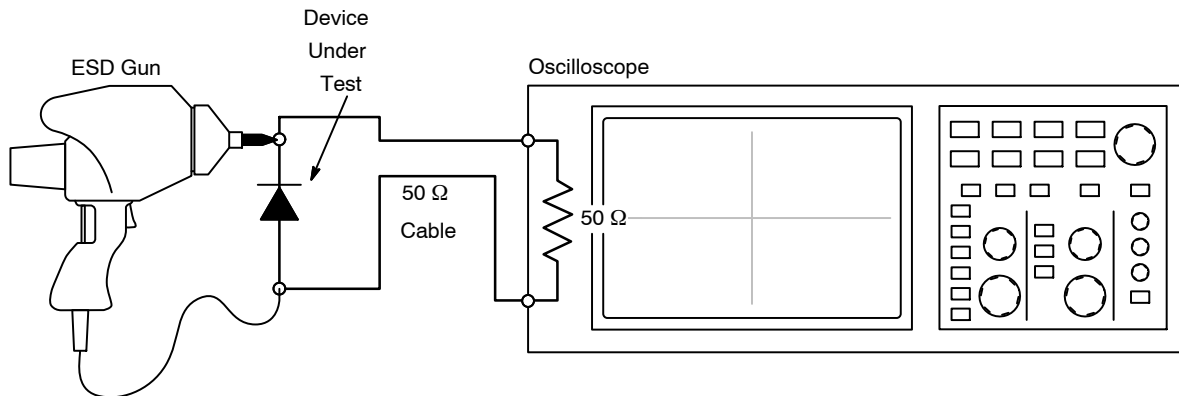 Device
Under
Test
ESD Gun
Oscilloscope
50 Ω
Cable
50 Ω